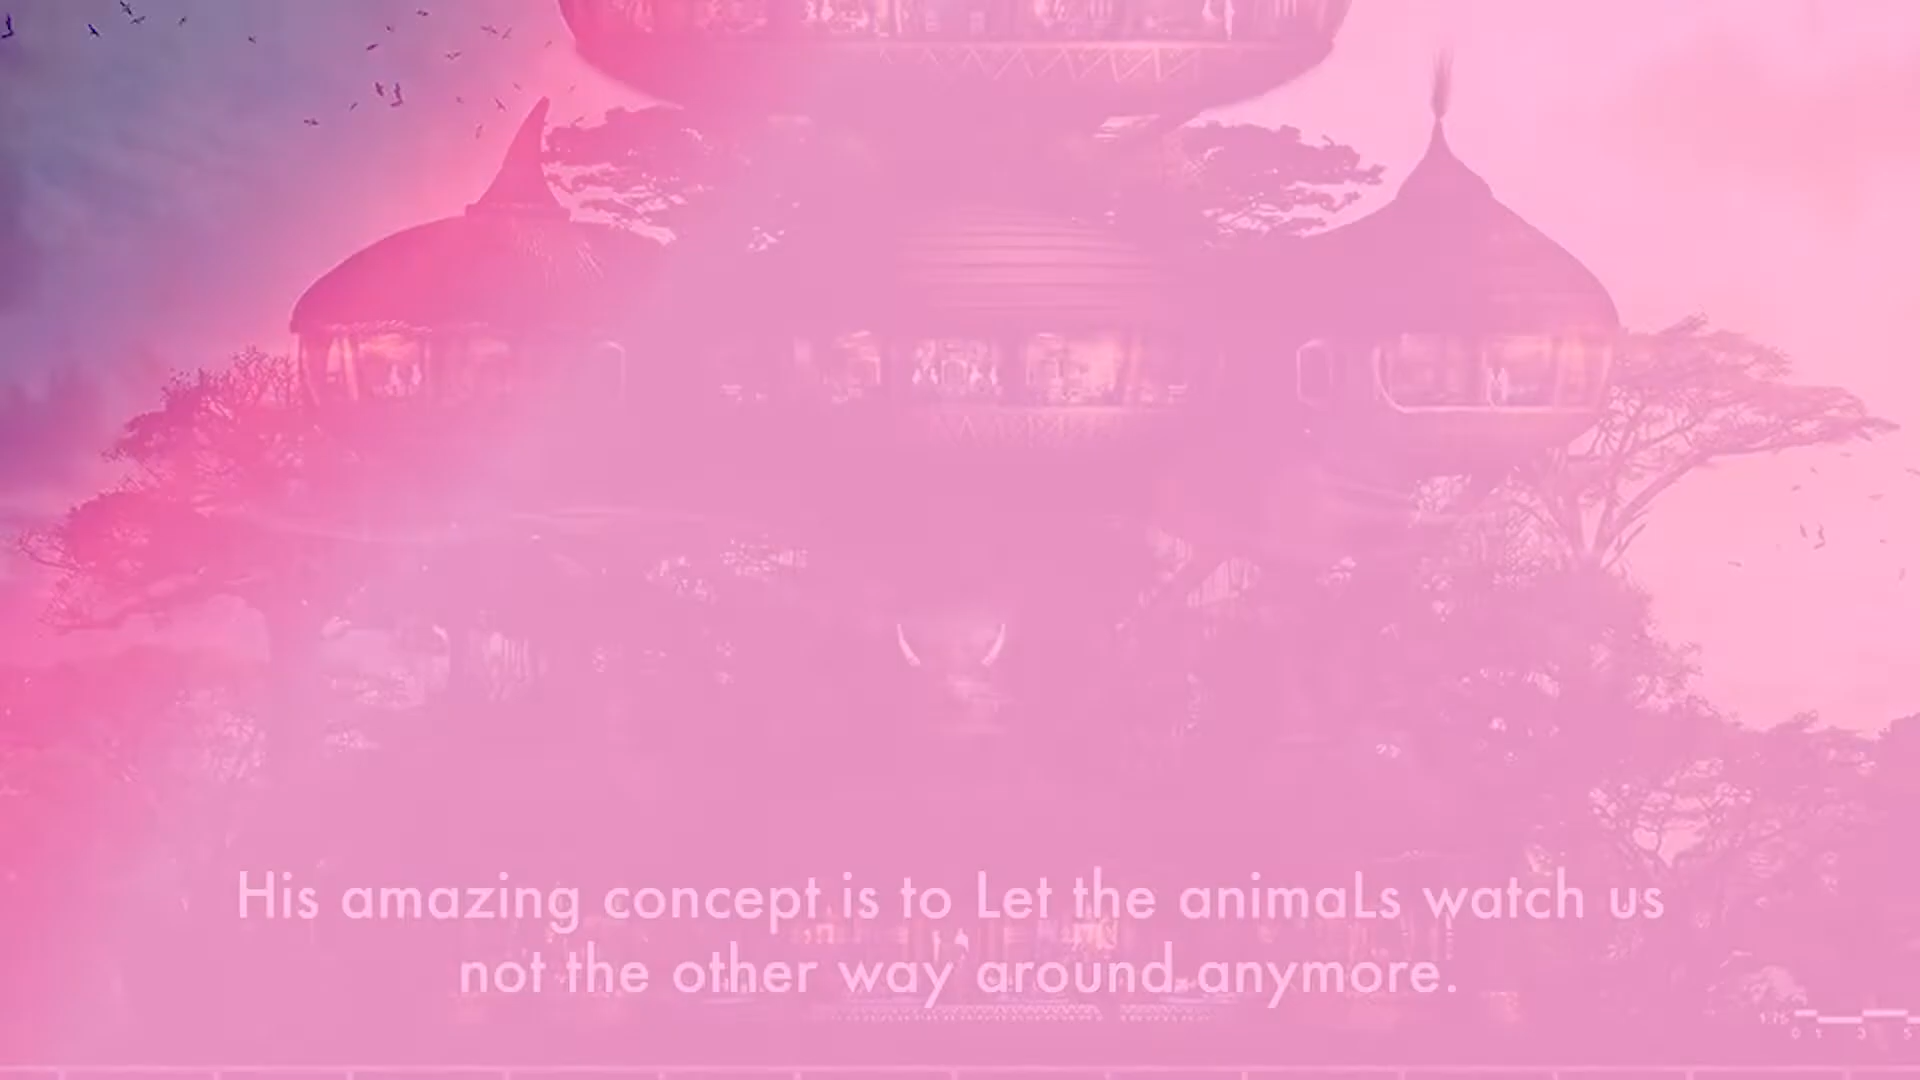 His amazing concept is to Let the animaLs watch us
not the other way around anymore.